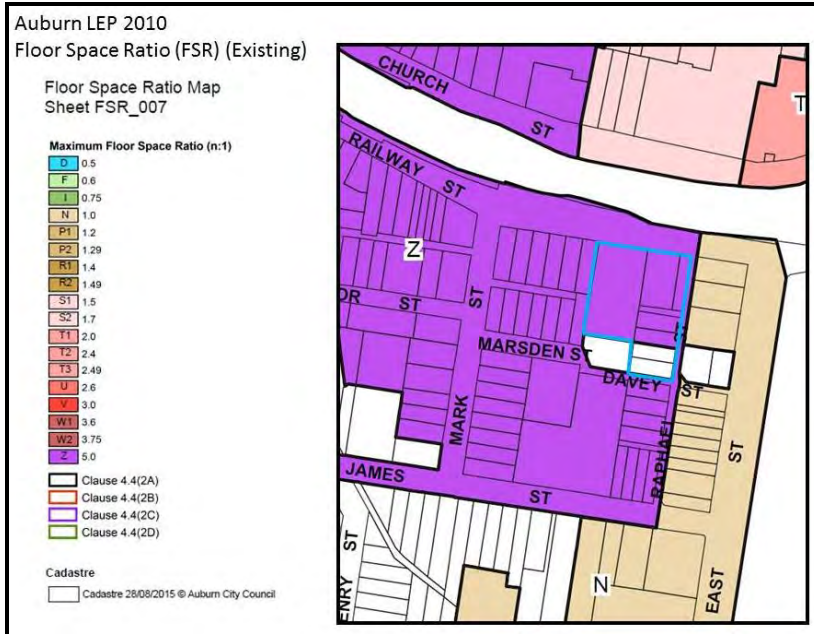 Auburn LEP 2010
Floor Space Ratio (FSR) (Existing)
Floor Space Ratio Map
Sheet FSR_007
Maximum Floor Space Ratio (n:1)
D 0.5
F 0.6
I 0.75
N 1.0
P1 1.2
P2 1.29
R1 1.4
R2 1.49
S1 1.5
S2 1.7
T1 2.0
T2 2.4
T3 2.49
U 2.6
V 3.0
W1 3.6
W2 3.75
Z 5.0
Clause 4.4(2A)
Clause 4.4(2B)
Clause 4.4(2C)
Clause 4.4(2D)
Cadastre
Cadastre 28/08/2015 © Auburn City Council
CHURCH ST
T
RAILWAY ST
Z
OR ST
ST
ST
MARSDEN ST
DAVEY ST
MARK
RAPHAEL
JAMES ST
ST
ENRY ST
N
EAST